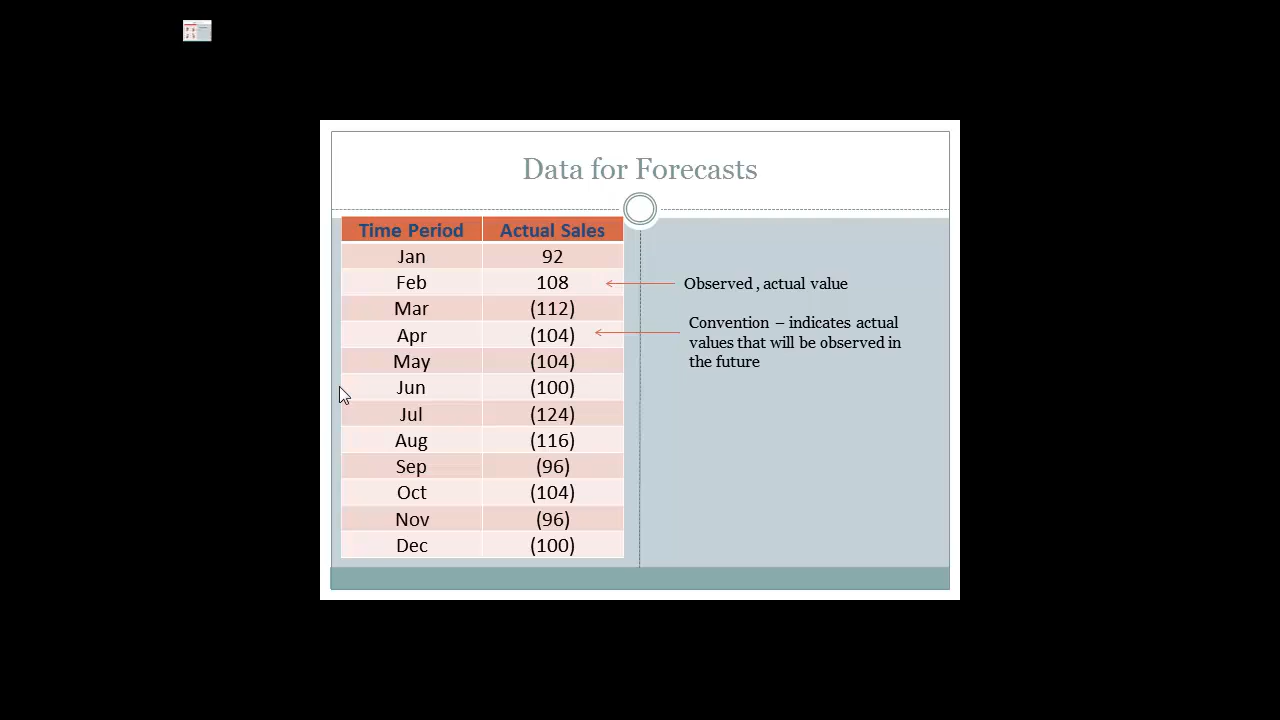 Data for Forecasts
Time Period Actual Sales
Jan 92
Feb 108
Mar (112)
Apr (104)
May (104)
Jun (100)
Jul (124)
Aug (116)
Sep (96)
Oct (104)
Nov (96)
Dec (100)
Observed , actual value
Convention – indicates actual
values that will be observed in
the future